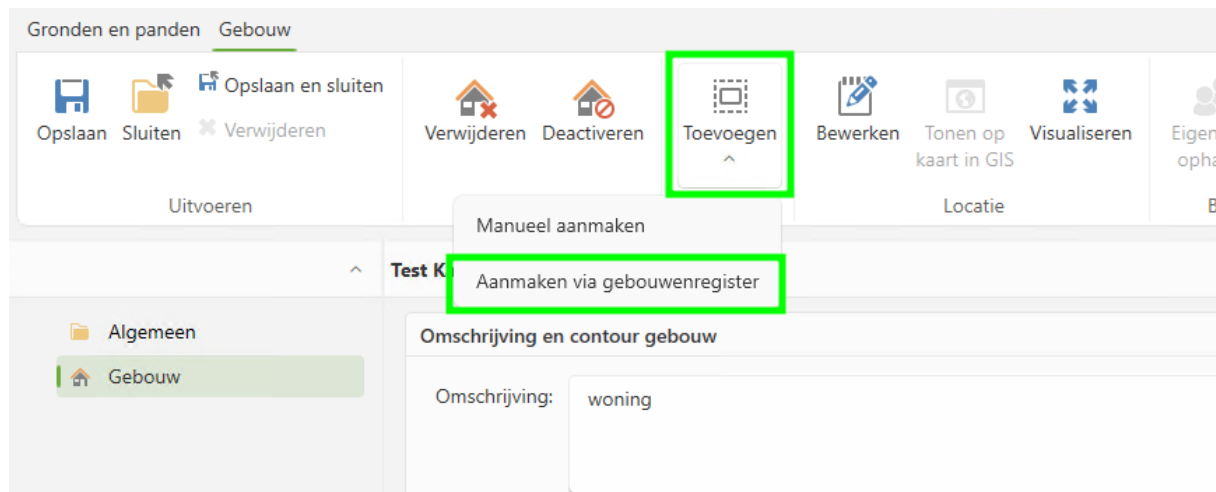 Gronden en panden Gebouw
Opslaan en sluiten
Opslaan Sluiten Verwijderen
Verwijderen Deactiveren Toevoegen Bewerken Tonen op kaart in GIS Visualiseren
Uitvoeren Locatie
Manueel aanmaken
Aanmaken via gebouwenregister
Test
Algemeen
Omschrijving en contour gebouw
Gebouw
Omschrijving: woning